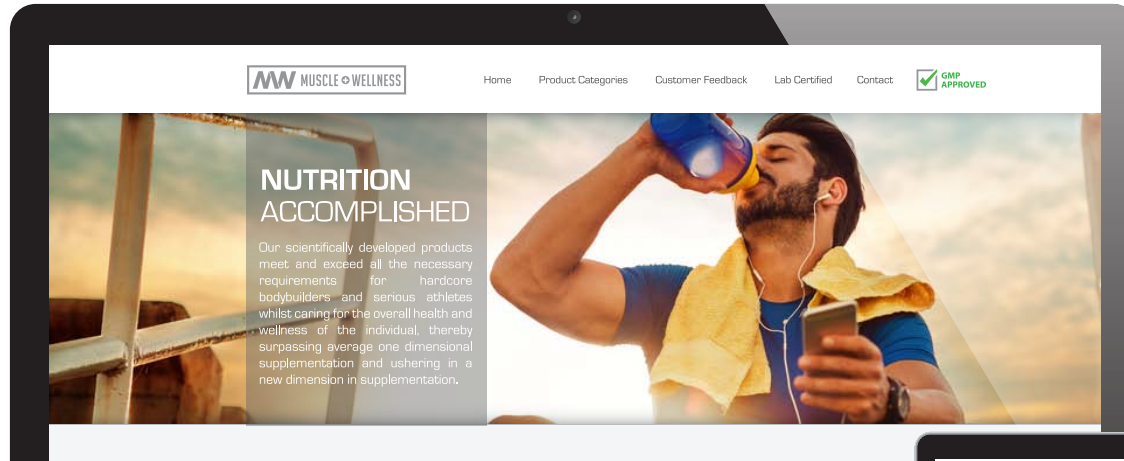 MW MUSCLE + WELLNESS
Home Product Categories Customer Feedback Lab Certified Contact
GMP
APPROVED
NUTRITION
ACCOMPLISHED
Our scientifically developed products
meet and exceed all the necessary
requirements for hardcore
bodybuilders and serious athletes
whilst caring for the overall health and
wellness of the individual, thereby
surpassing average one dimensional
supplementation and ushering in a
new dimension in supplementation.